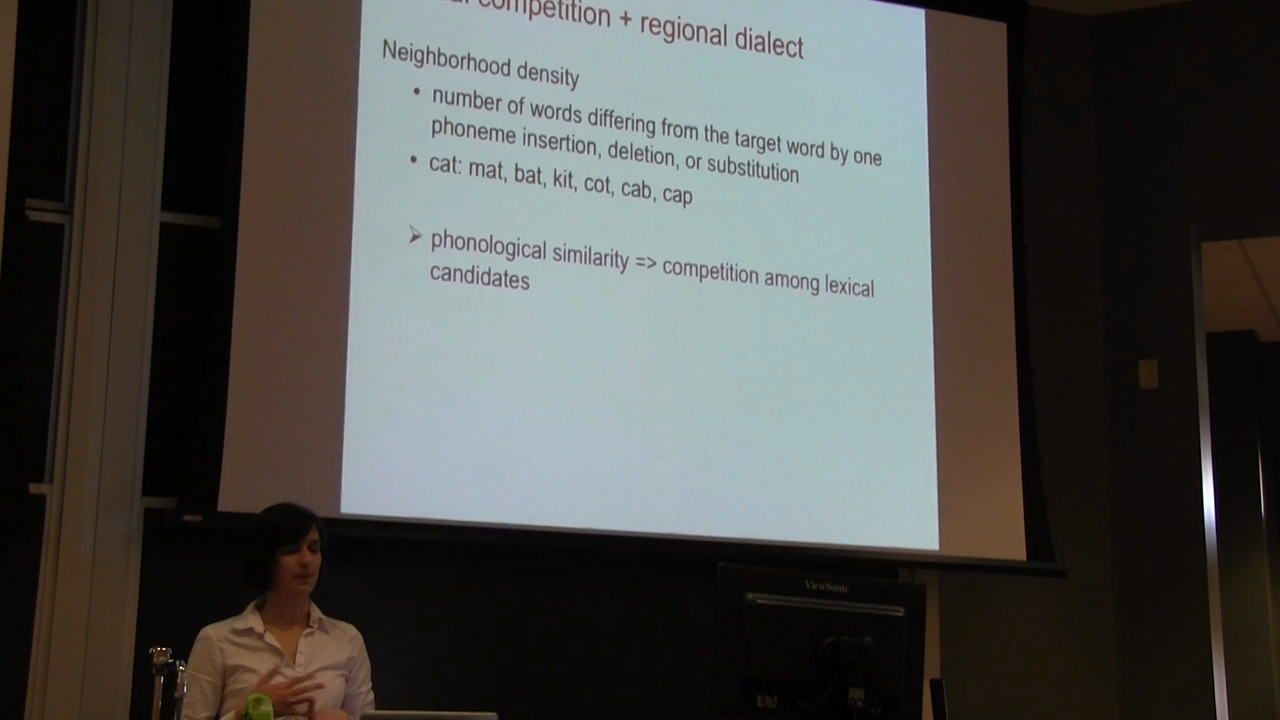 competition + regional dialect
Neighborhood density
• number of words differing from the target word by one
phoneme insertion, deletion, or substitution
• cat: mat, bat, kit, cot, cab, cap
➢ phonological similarity => competition among lexical
candidates
ViewSonic